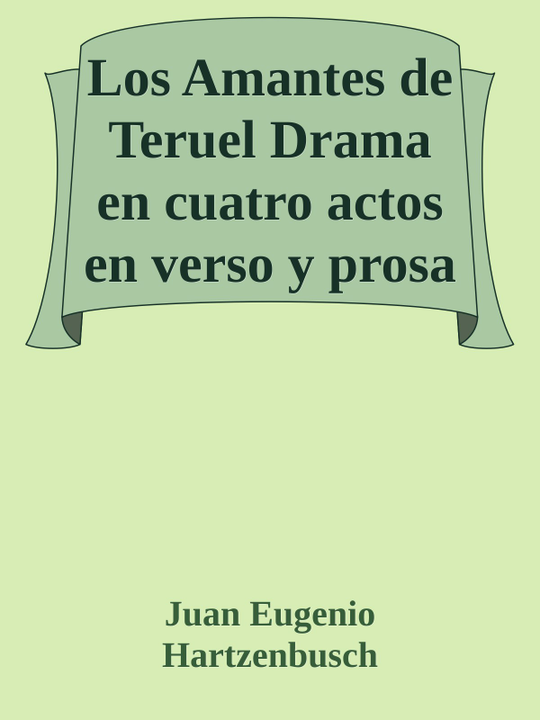 Los Amantes de
Teruel Drama
en cuatro actos
en verso y prosa
Juan Eugenio
Hartzenbusch